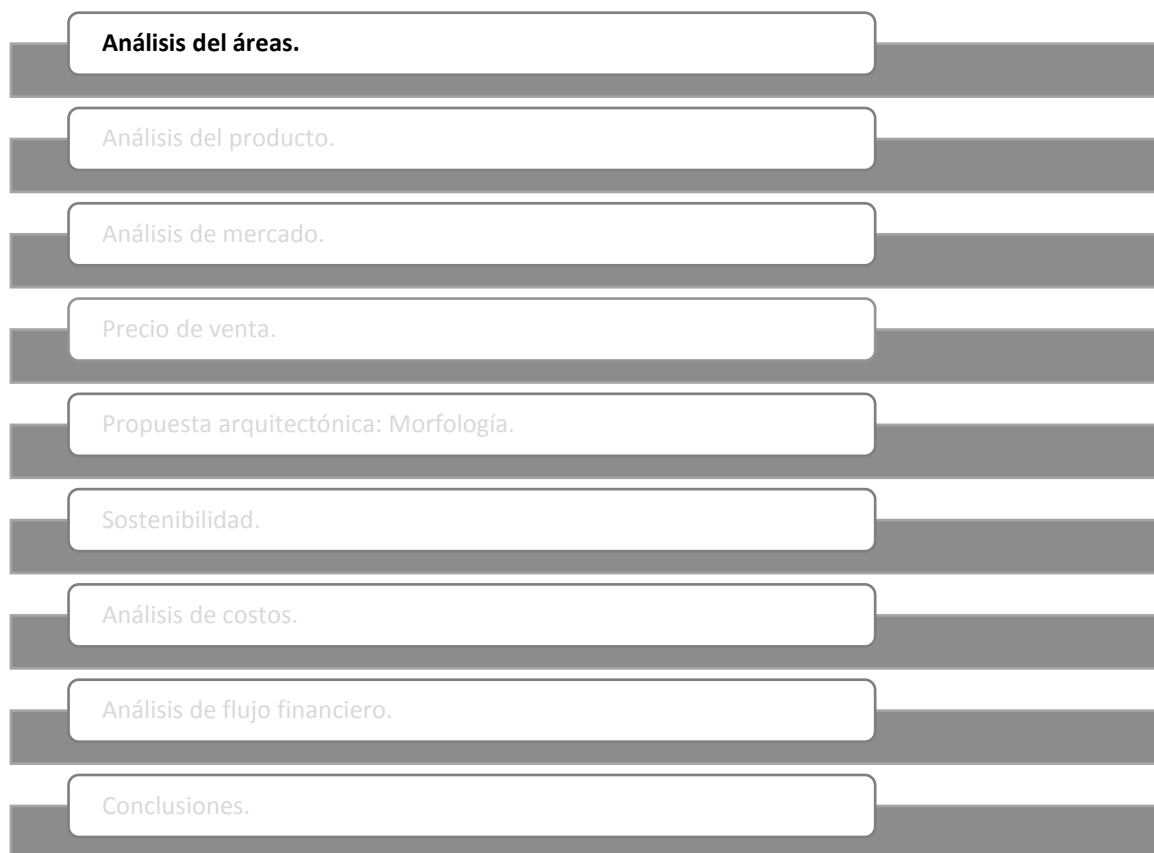 Análisis del áreas.
Análisis del producto.
Análisis de mercado.
Precio de venta.
Propuesta arquitectónica: Morfología.
Sostenibilidad.
Análisis de costos.
Análisis de flujo financiero.
Conclusiones.